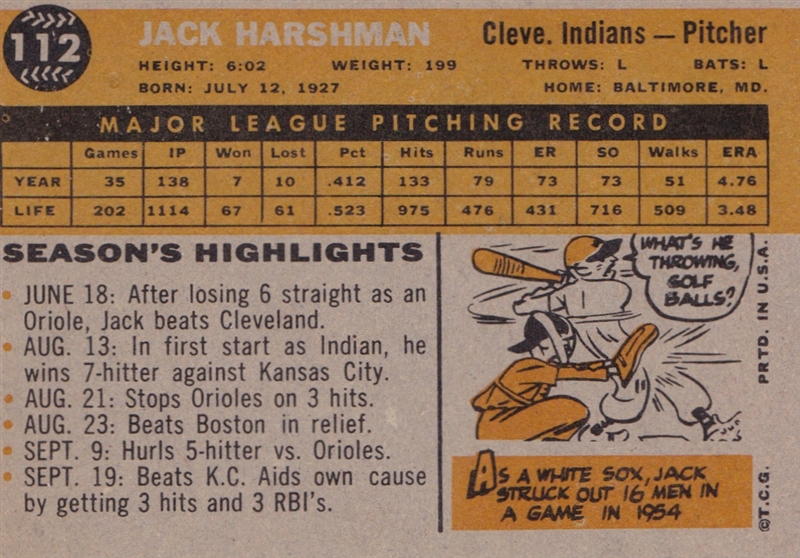 112
JACK HARSHMAN
Cleve. Indians — Pitcher
HEIGHT: 6:02 WEIGHT: 199 THROWS: L BATS: L
BORN: JULY 12, 1927 HOME: BALTIMORE, MD.
MAJOR LEAGUE PITCHING RECORD
Games IP Won Lost Pct Hits Runs ER SO Walks ERA
YEAR 35 138 7 10 .412 133 79 73 73 51 4.76
LIFE 202 1114 67 61 .523 975 476 431 716 509 3.48
SEASON'S HIGHLIGHTS
• JUNE 18: After losing 6 straight as an
Oriole, Jack beats Cleveland.
• AUG. 13: In first start as Indian, he
wins 7-hitter against Kansas City.
• AUG. 21: Stops Orioles on 3 hits.
• AUG. 23: Beats Boston in relief.
• SEPT. 9: Hurls 5-hitter vs. Orioles.
• SEPT. 19: Beats K.C. Aids own cause
by getting 3 hits and 3 RBI's.
WHAT'S HE
THROWING,
GOLF
BALLS?
AS A WHITE SOX, JACK
STRUCK OUT 16 MEN IN
A GAME IN 1954
PRTD. IN U.S.A.
©T.C.G.